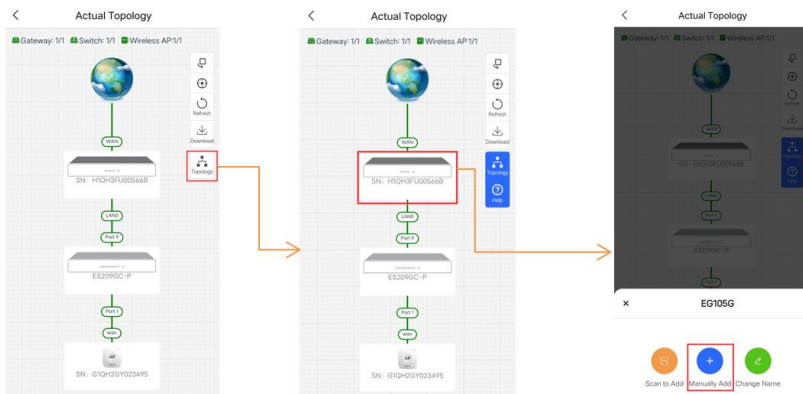 Actual Topology
Gateway: 1/1 Switch: 1/1 Wireless AP:1/1
Refresh
Download
WAN
Topology
SN: H1QH3FU00566B
LAN0
Port 9
ES209GC-P
Port 1
wan
AP
SN: G1QH2GY023495
Actual Topology
Gateway: 1/1 Switch: 1/1 Wireless AP:1/1
Refresh
Download
WAN
Topology
SN: H1QH3FU00566B
Help
LAN0
Port 9
ES209GC-P
Port 1
wan
AP
SN: G1QH2GY023495
Actual Topology
Gateway: 1/1 Switch: 1/1 Wireless AP:1/1
Refresh
Download
WAN
Topology
SN: H1QH3FU00566B
Help
LAN0
Port 9
ES209GC-P
Port 1
EG105G
Scan to Add Manually Add Change Name